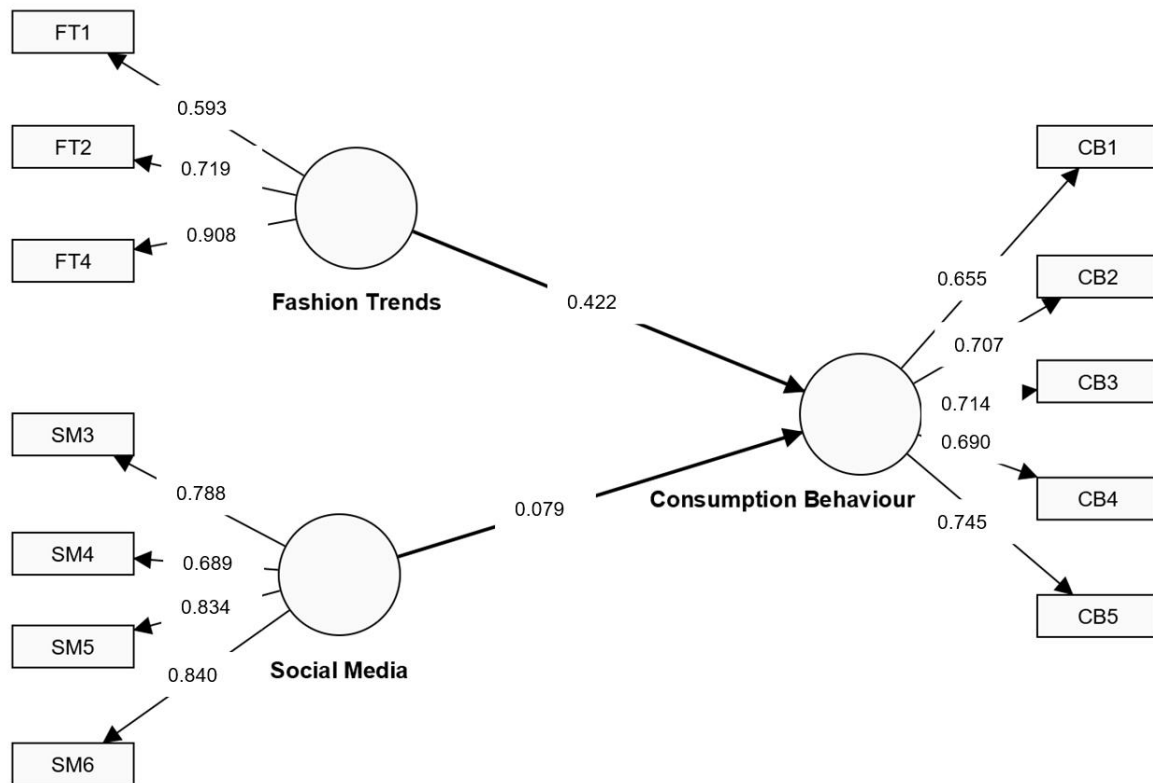 FT1
0.593
FT2
0.719
FT4
0.908
Fashion Trends
0.422
SM3
0.788
SM4
0.689
SM5
0.834
SM6
0.840
Social Media
0.079
Consumption Behaviour
CB1
0.655
CB2
0.707
CB3
0.714
CB4
0.690
CB5
0.745